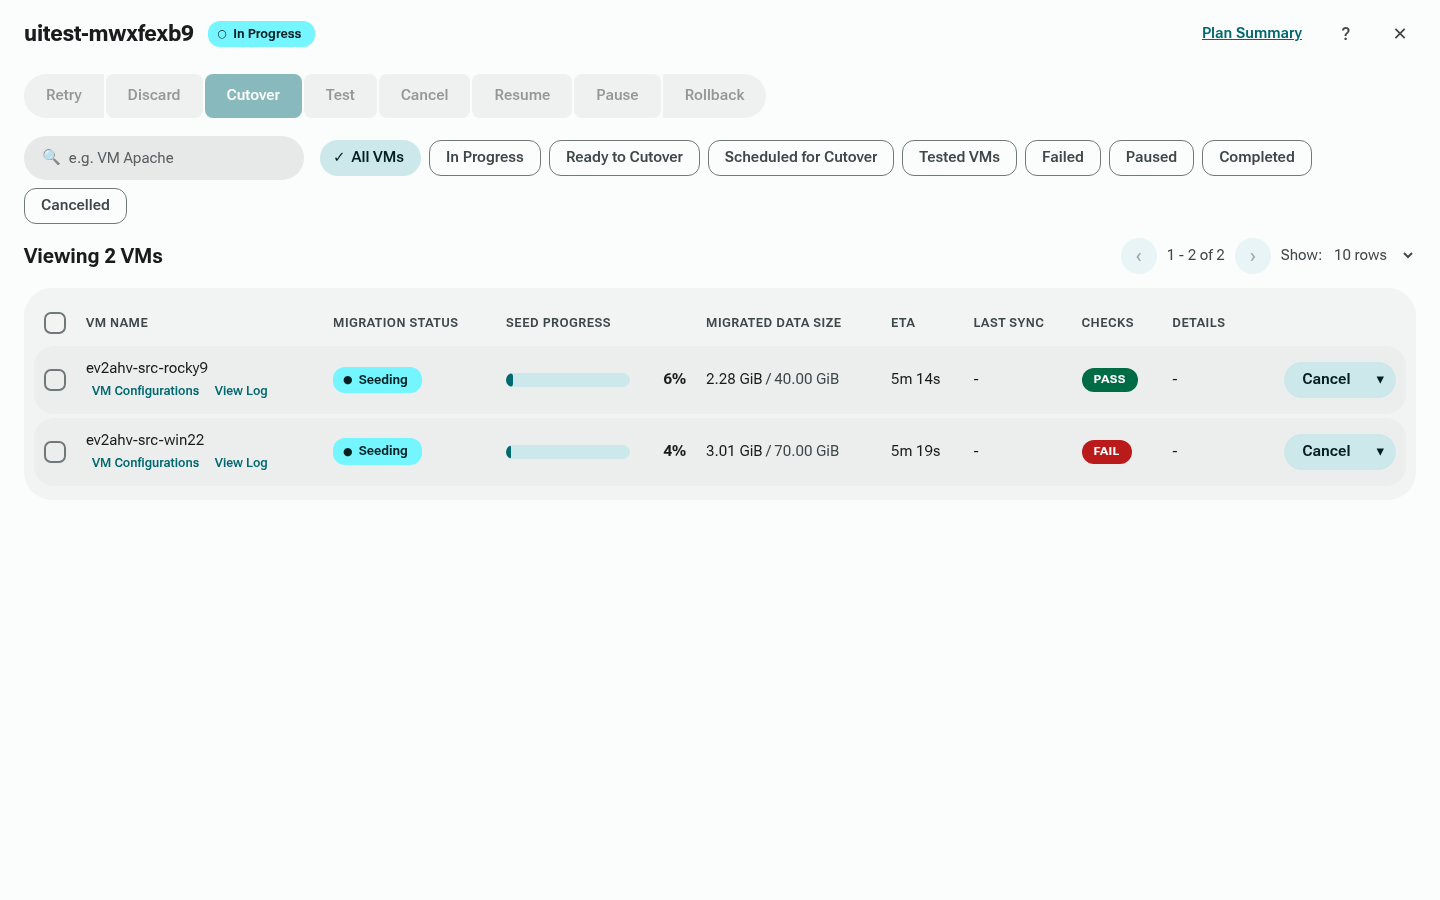 uitest-mwxfexb9 In Progress Plan Summary ? ✕
Retry Discard Cutover Test Cancel Resume Pause Rollback
e.g. VM Apache ✓ All VMs In Progress Ready to Cutover Scheduled for Cutover Tested VMs Failed Paused Completed
Cancelled
Viewing 2 VMs ‹ 1 - 2 of 2 › Show: 10 rows
VM NAME MIGRATION STATUS SEED PROGRESS MIGRATED DATA SIZE ETA LAST SYNC CHECKS DETAILS
ev2ahv-src-rocky9
VM Configurations View Log
Seeding 6% 2.28 GiB / 40.00 GiB 5m 14s - PASS - Cancel ▾
ev2ahv-src-win22
VM Configurations View Log
Seeding 4% 3.01 GiB / 70.00 GiB 5m 19s - FAIL - Cancel ▾